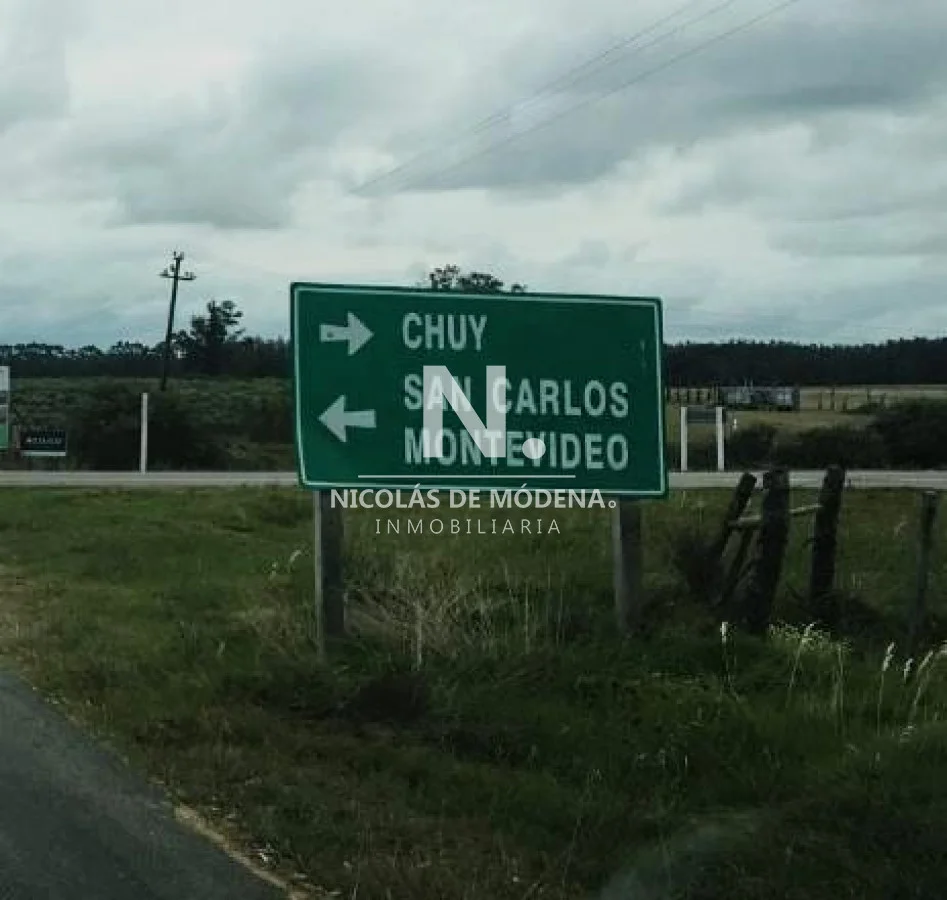 CHUY
SAN CARLOS
MONTEVIDEO
N.
NICOLÁS DE MÓDENA
INMOBILIARIA